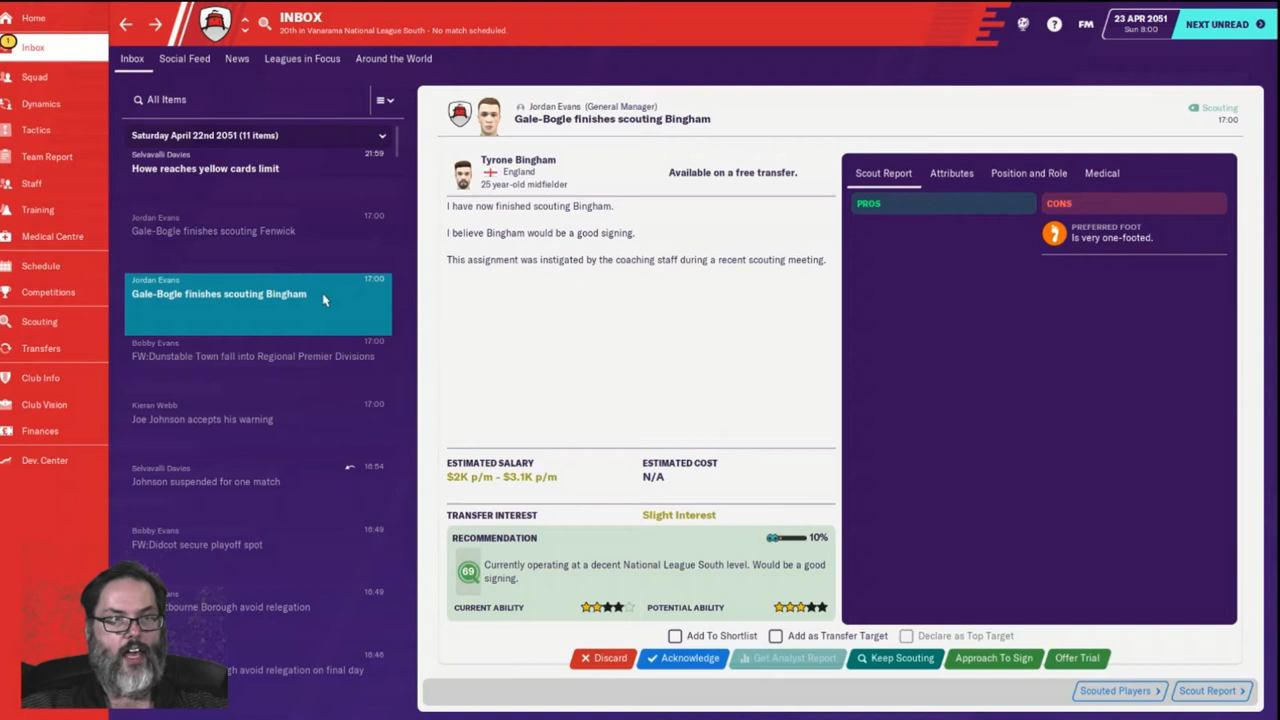 Home
INBOX
20th in Vanarama National League South - No match scheduled.
FM
23 APR 2051
Sun 8:00
NEXT UNREAD
1
Inbox
Squad
Dynamics
Tactics
Team Report
Staff
Training
Medical Centre
Schedule
Competitions
Scouting
Transfers
Club Info
Club Vision
Finances
Dev. Center
Inbox
Social Feed
News
Leagues in Focus
Around the World
All Items
Saturday April 22nd 2051 (11 items)
Selvavalli Davies
21:59
Howe reaches yellow cards limit
Jordan Evans
17:00
Gale-Bogle finishes scouting Fenwick
Jordan Evans
17:00
Gale-Bogle finishes scouting Bingham
Bobby Evans
17:00
FW:Dunstable Town fall into Regional Premier Divisions
Kieran Webb
17:00
Joe Johnson accepts his warning
Selvavalli Davies
16:54
Johnson suspended for one match
Bobby Evans
16:49
FW:Didcot secure playoff spot
16:49
tbourne Borough avoid relegation
16:46
gh avoid relegation on final day
Jordan Evans (General Manager)
Gale-Bogle finishes scouting Bingham
Scouting
17:00
Tyrone Bingham
England
25 year-old midfielder
Available on a free transfer.
I have now finished scouting Bingham.
I believe Bingham would be a good signing.
This assignment was instigated by the coaching staff during a recent scouting meeting.
ESTIMATED SALARY
$2K p/m - $3.1K p/m
ESTIMATED COST
N/A
TRANSFER INTEREST
Slight Interest
RECOMMENDATION
10%
69
Currently operating at a decent National League South level. Would be a good
signing.
CURRENT ABILITY
POTENTIAL ABILITY
Scout Report
Attributes
Position and Role
Medical
PROS
CONS
PREFERRED FOOT
Is very one-footed.
Add To Shortlist
Add as Transfer Target
Declare as Top Target
Discard
Acknowledge
Get Analyst Report
Keep Scouting
Approach To Sign
Offer Trial
Scouted Players
Scout Report